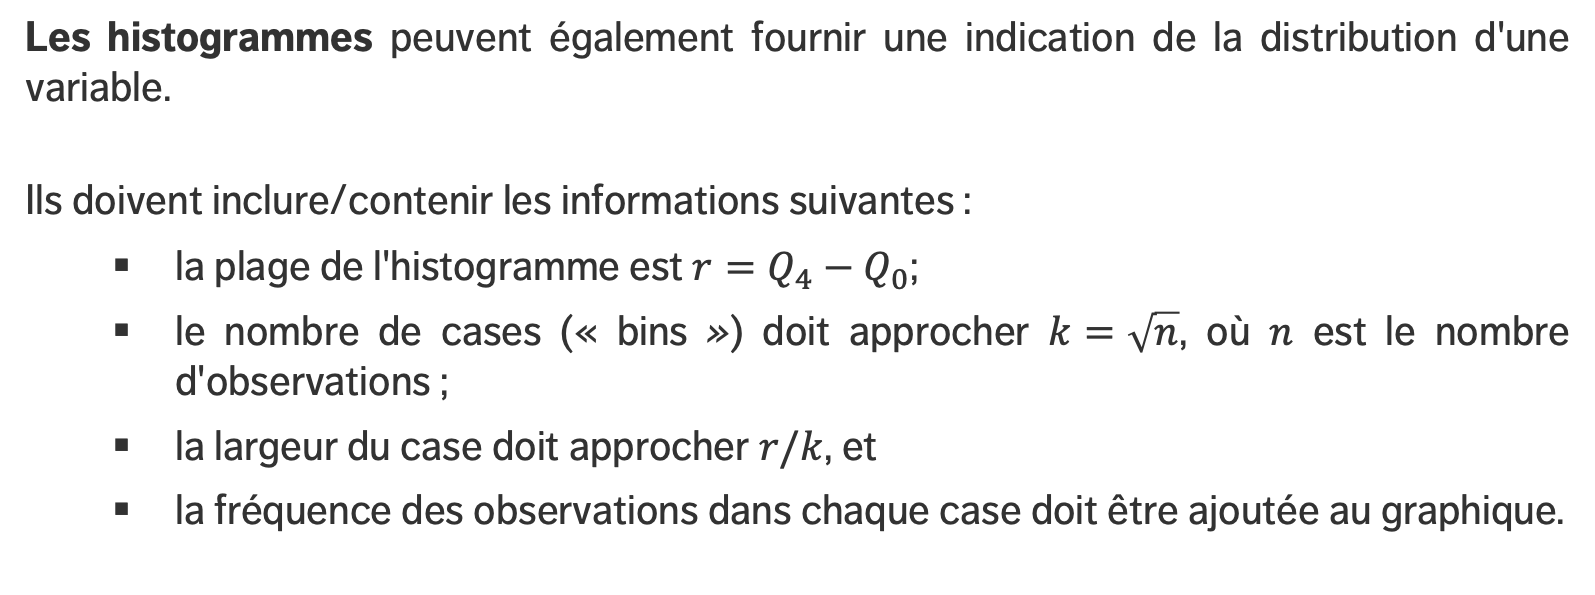 Les histogrammes peuvent également fournir une indication de la distribution d'une
variable.
Ils doivent inclure/contenir les informations suivantes :
▪ la plage de l'histogramme est r = Q₄ − Q₀;
▪ le nombre de cases (« bins ») doit approcher k = √n, où n est le nombre
d'observations ;
▪ la largeur du case doit approcher r/k, et
▪ la fréquence des observations dans chaque case doit être ajoutée au graphique.